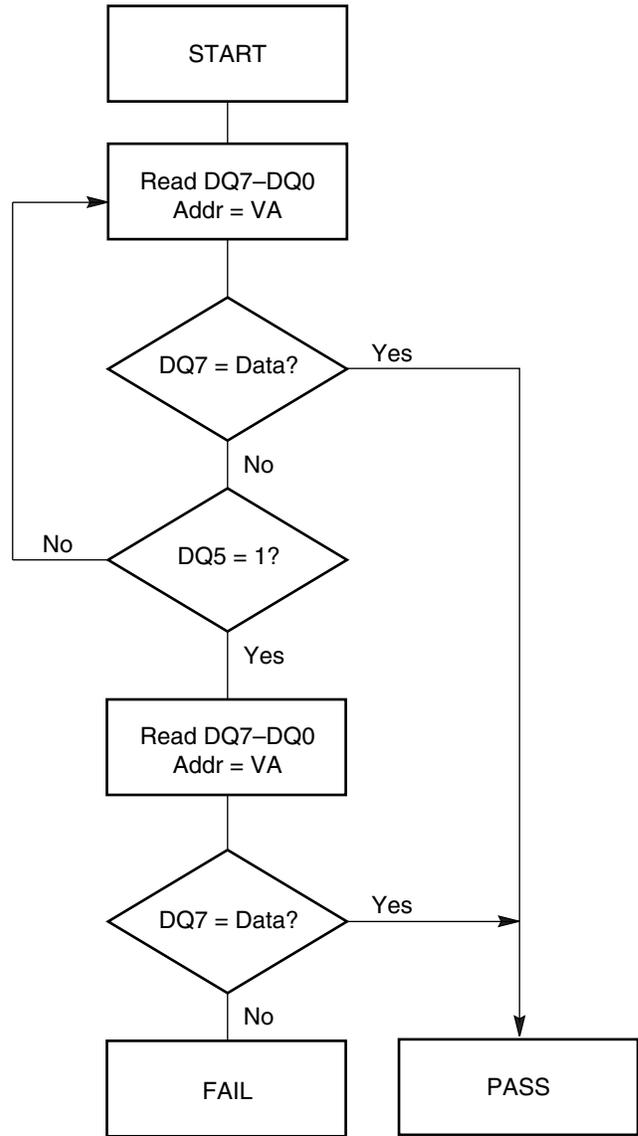 START
Read DQ7–DQ0
Addr = VA
DQ7 = Data?
Yes
No
DQ5 = 1?
No
Yes
Read DQ7–DQ0
Addr = VA
DQ7 = Data?
Yes
No
FAIL
PASS